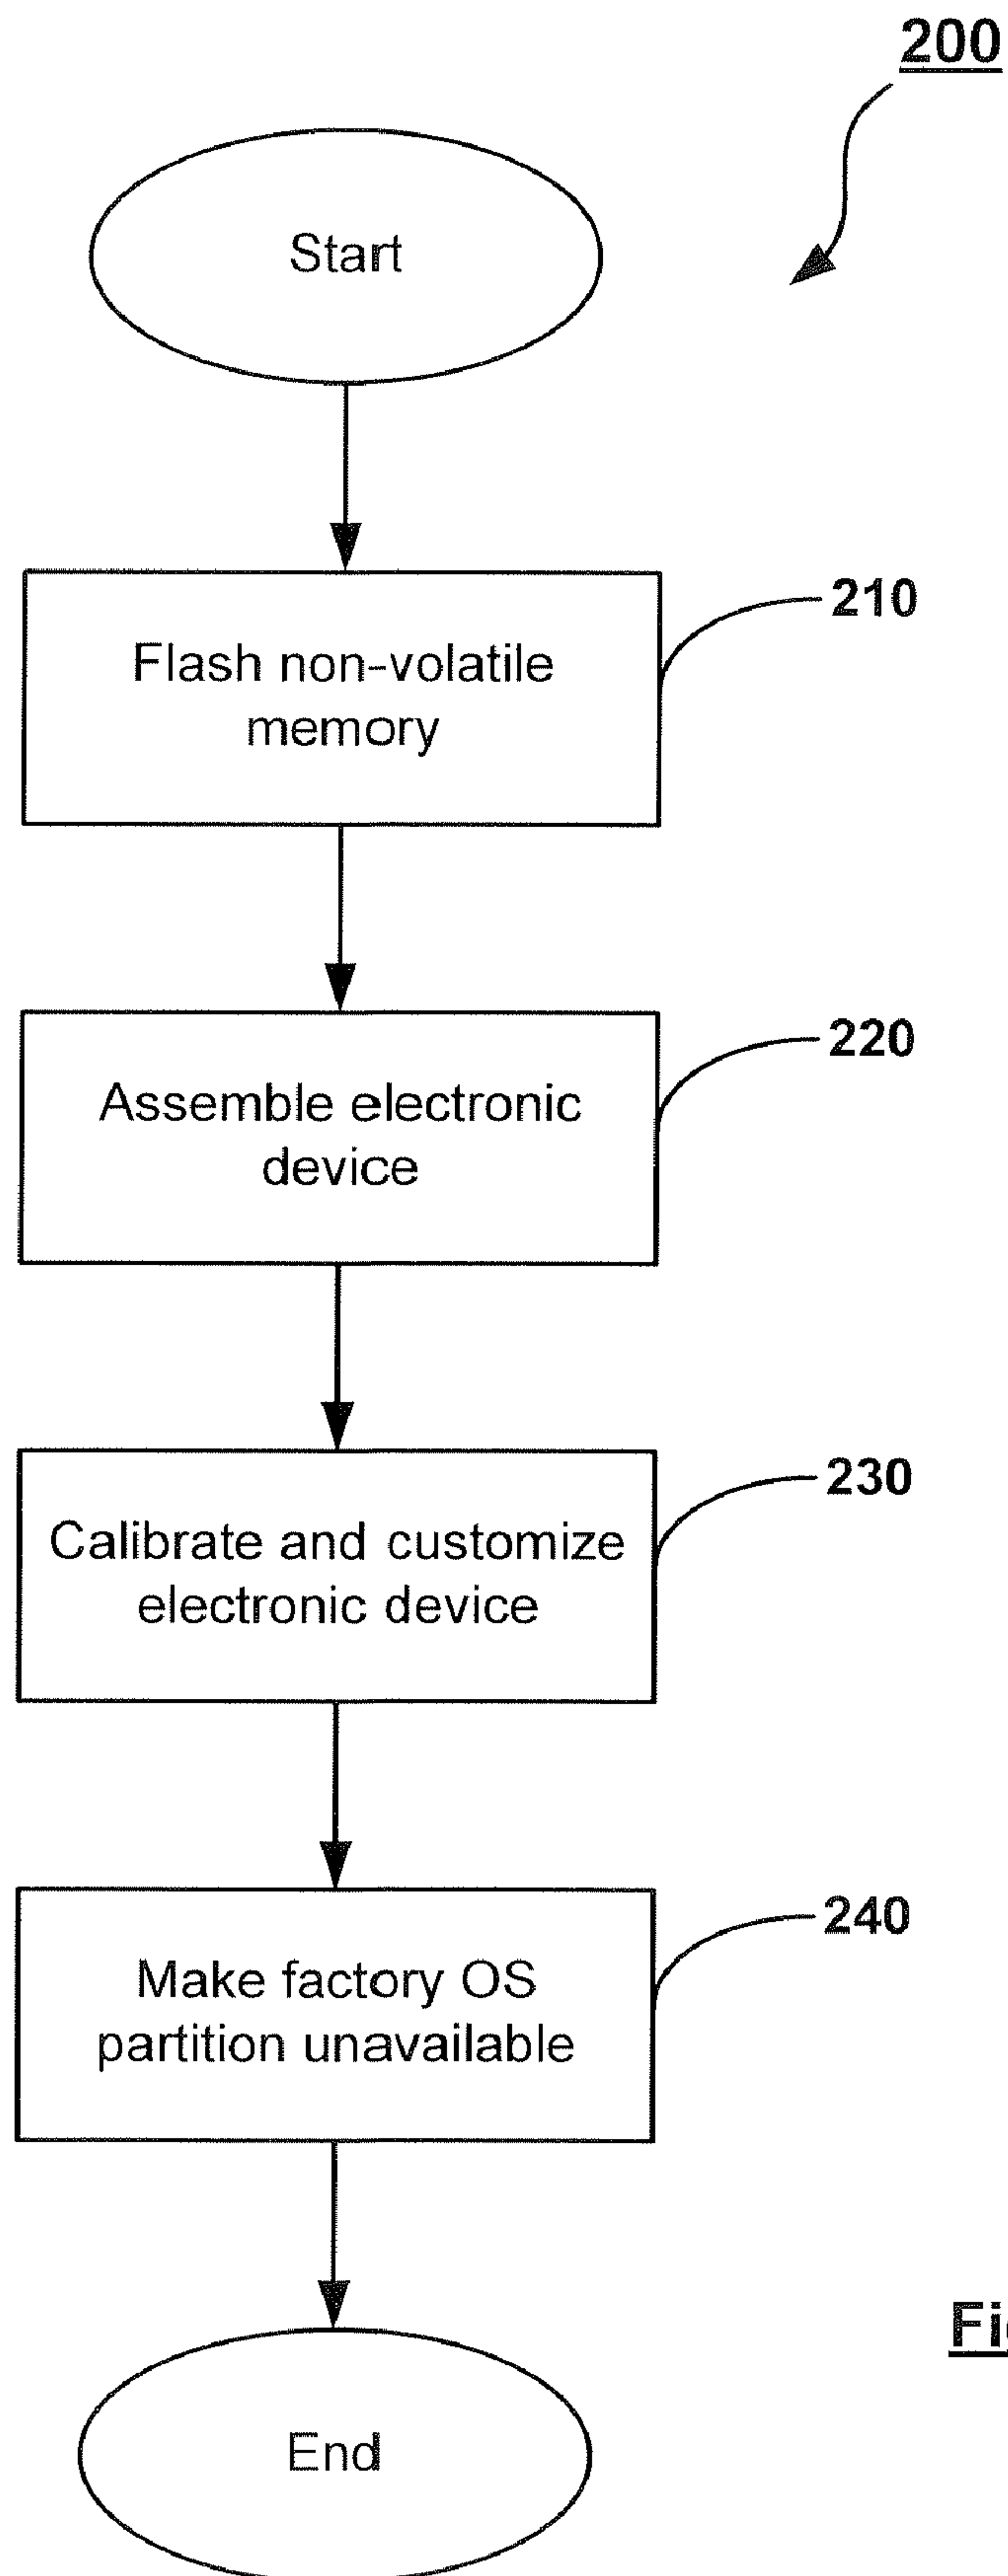 200
Start
Flash non-volatile
memory
210
Assemble electronic
device
220
Calibrate and customize
electronic device
230
Make factory OS
partition unavailable
240
End